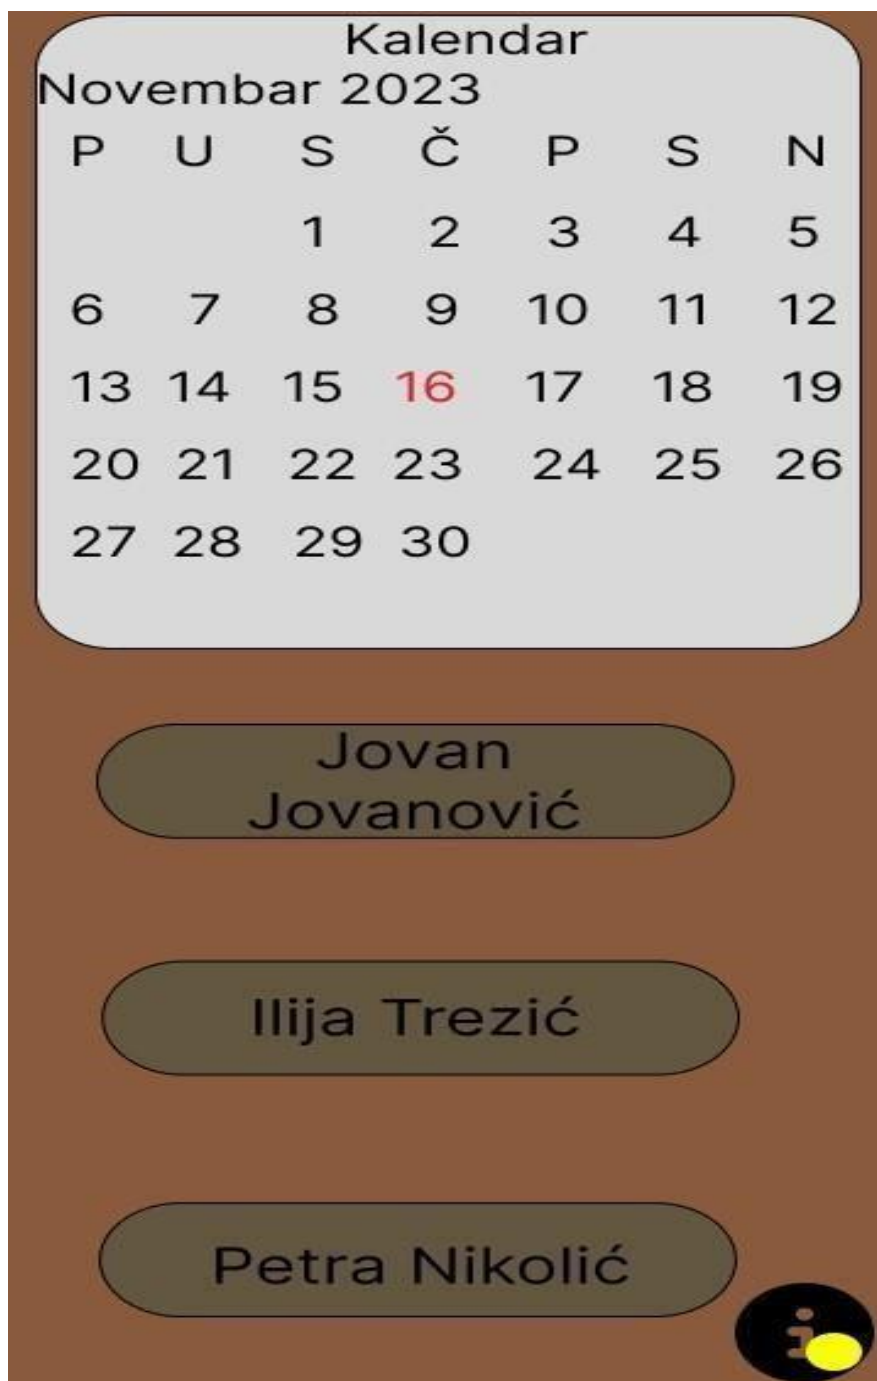 Kalendar
Novembar 2023
P U S Č P S N
1 2 3 4 5
6 7 8 9 10 11 12
13 14 15 16 17 18 19
20 21 22 23 24 25 26
27 28 29 30
Jovan
Jovanović
Ilija Trezić
Petra Nikolić
i